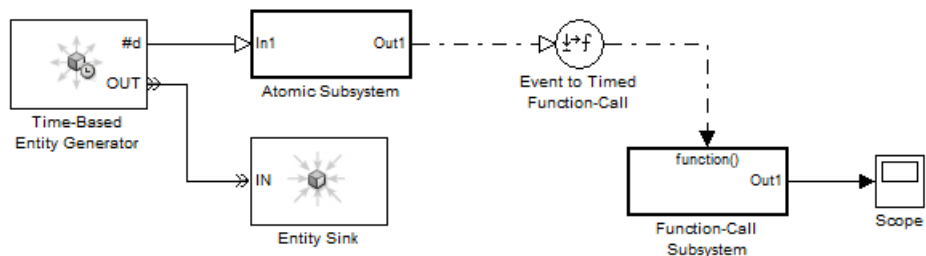 #d
OUT
Time-Based
Entity Generator
In1
Out1
Atomic Subsystem
IN
Entity Sink
f
Event to Timed
Function-Call
function()
Out1
Function-Call
Subsystem
Scope